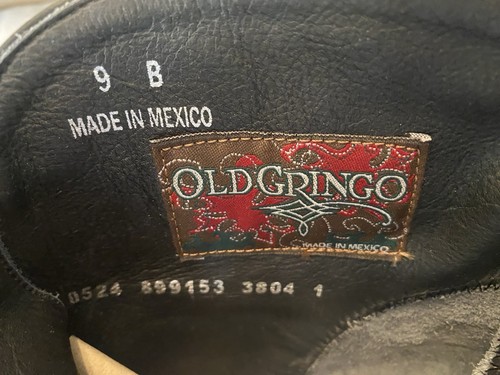 9 B
MADE IN MEXICO
OLD GRINGO
MADE IN MEXICO
0524 899153 3804 1